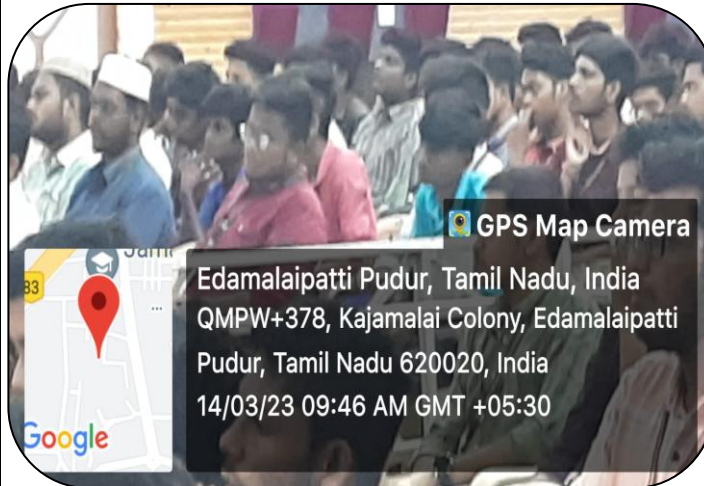 GPS Map Camera
83
Edamalaipatti Pudur, Tamil Nadu, India
QMPW+378, Kajamalai Colony, Edamalaipatti
Pudur, Tamil Nadu 620020, India
14/03/23 09:46 AM GMT +05:30
Google